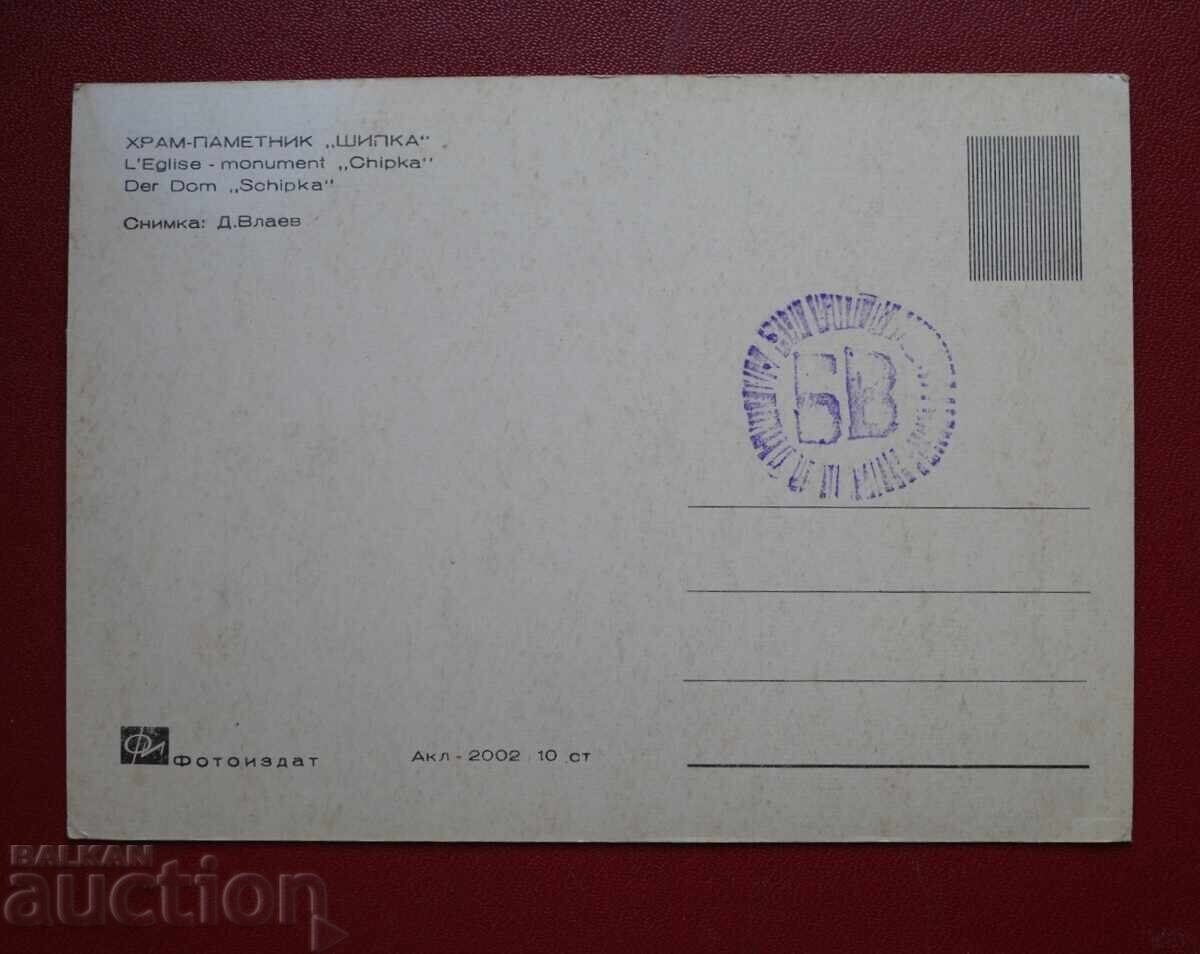 ХРАМ-ПАМЕТНИК „ШИПКА"
L'Eglise - monument „Chipka"
Der Dom „Schipka"
Снимка: Д.Влаев
БВ
ФИ
Фотоиздат
Акл - 2002 10 ст
BALKAN
auction